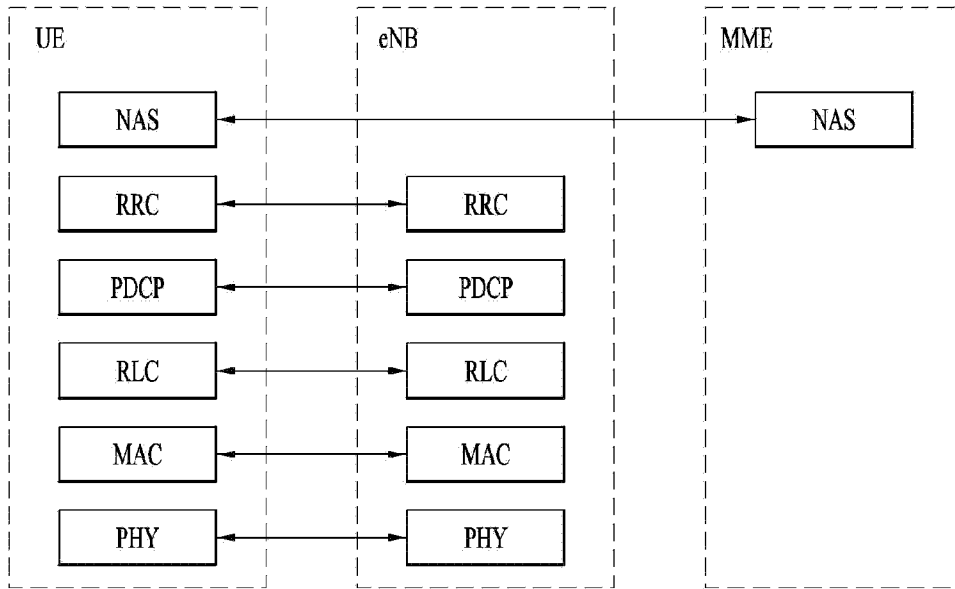 UE eNB MME
NAS NAS
RRC RRC
PDCP PDCP
RLC RLC
MAC MAC
PHY PHY